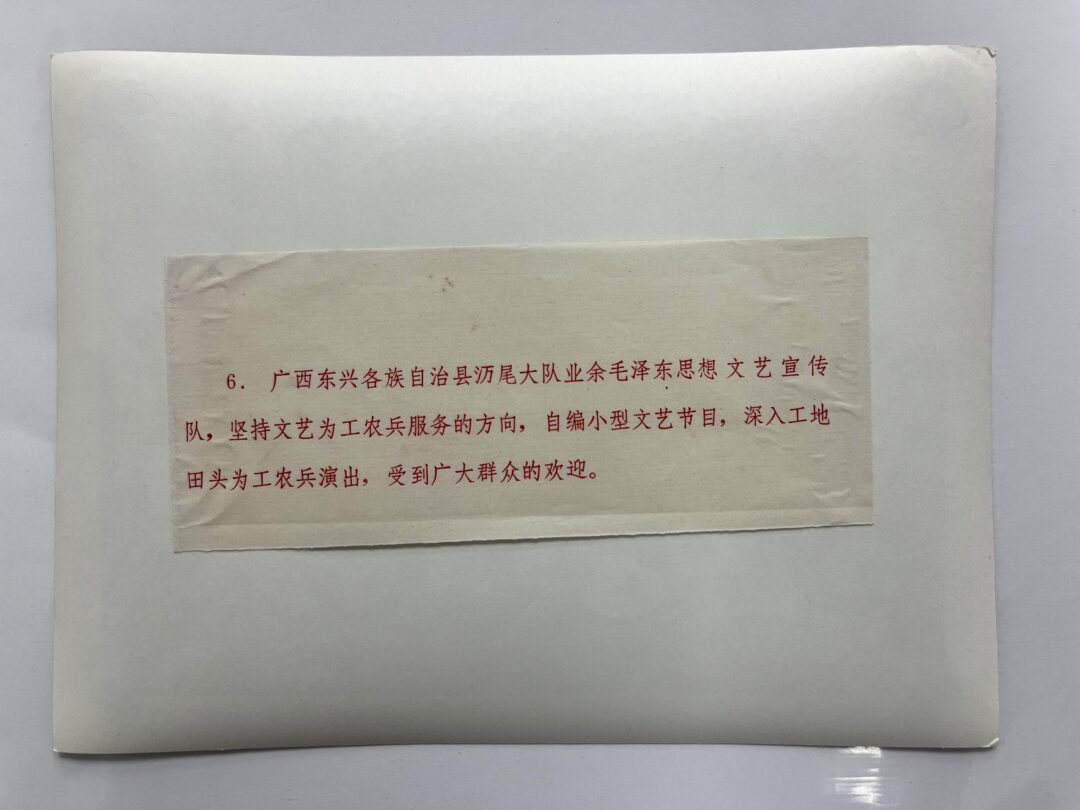 6. 广西东兴各族自治县沥尾大队业余毛泽东思想文艺宣传
队，坚持文艺为工农兵服务的方向，自编小型文艺节目，深入工地
田头为工农兵演出，受到广大群众的欢迎。